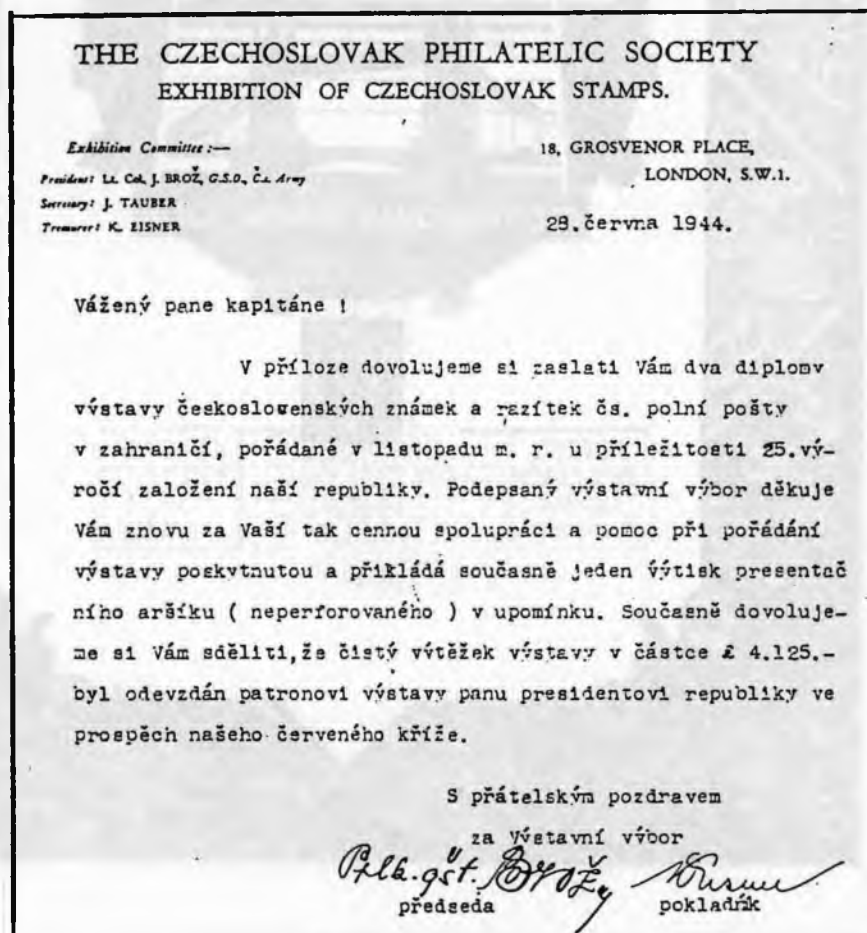 THE CZECHOSLOVAK PHILATELIC SOCIETY
EXHIBITION OF CZECHOSLOVAK STAMPS.
Exhibition Committee :—
President: Lt. Col. J. BROŽ, G.S.O., Čs. Army
Secretary: J. TAUBER
Treasurer: K. EISNER
18, GROSVENOR PLACE,
LONDON, S.W.1.
29.června 1944.
Vážený pane kapitáne !
V příloze dovolujeme si zaslati Vám dva diplomy
výstavy československých známek a razítek čs. polní pošty
v zahraničí, pořádané v listopadu m. r. u příležitosti 25.vý-
ročí založení naší republiky. Podepsaný výstavní výbor děkuje
Vám znovu za Vaší tak cennou spolupráci a pomoc při pořádání
výstavy poskytnutou a přikládá současně jeden výtisk presentač
ního aršíku ( neperforovaného ) v upomínku. Současně dovoluje-
me si Vám sděliti,že čistý výtěžek výstavy v částce £ 4.125.-
byl odevzdán patronovi výstavy panu presidentovi republiky ve
prospěch našeho červeného kříže.
S přátelským pozdravem
za Výstavní výbor
Pplk. gšt. Brož
předseda
pokladník